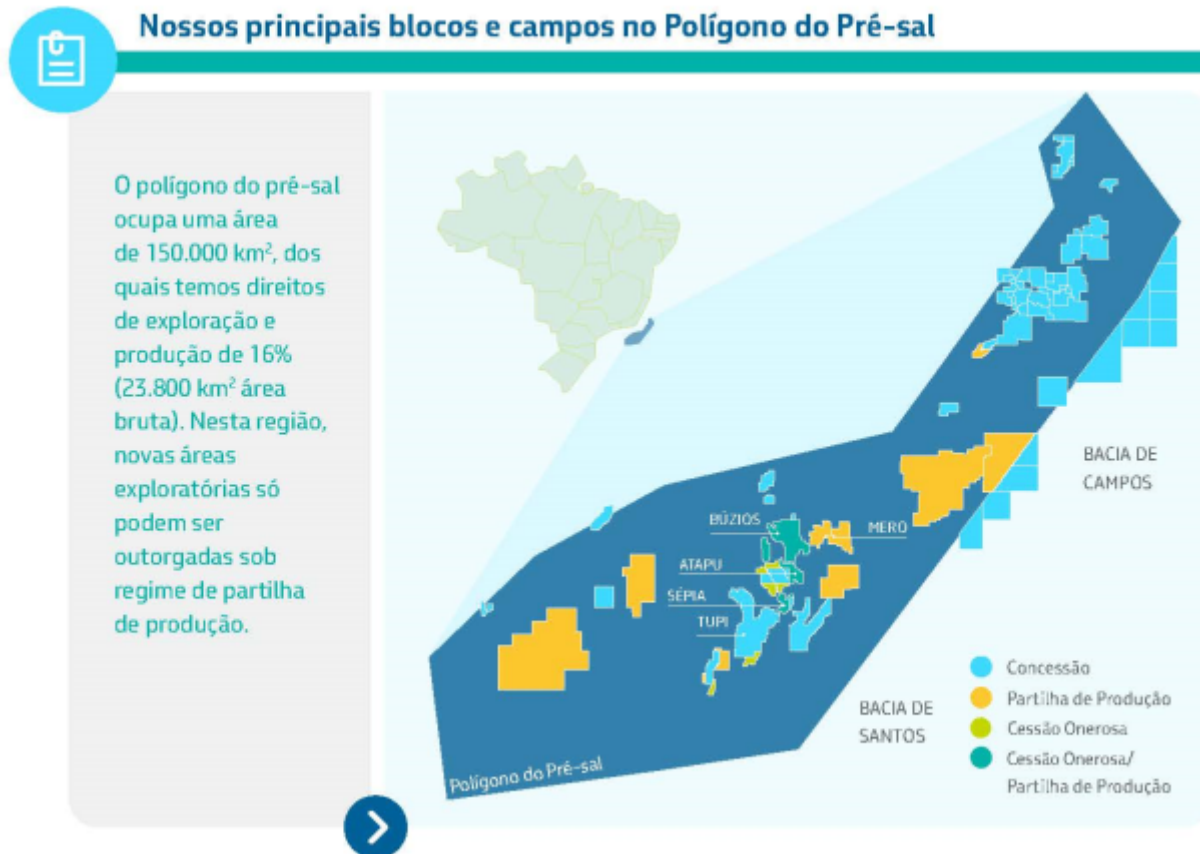 Nossos principais blocos e campos no Polígono do Pré-sal
O polígono do pré-sal
ocupa uma área
de 150.000 km², dos
quais temos direitos
de exploração e
produção de 16%
(23.800 km² área
bruta). Nesta região,
novas áreas
exploratórias só
podem ser
outorgadas sob
regime de partilha
de produção.
BÚZIOS
MERO
ATAPU
SÉPIA
TUPI
BACIA DE
CAMPOS
BACIA DE
SANTOS
Polígono do Pré-sal
Concessão
Partilha de Produção
Cessão Onerosa
Cessão Onerosa/
Partilha de Produção